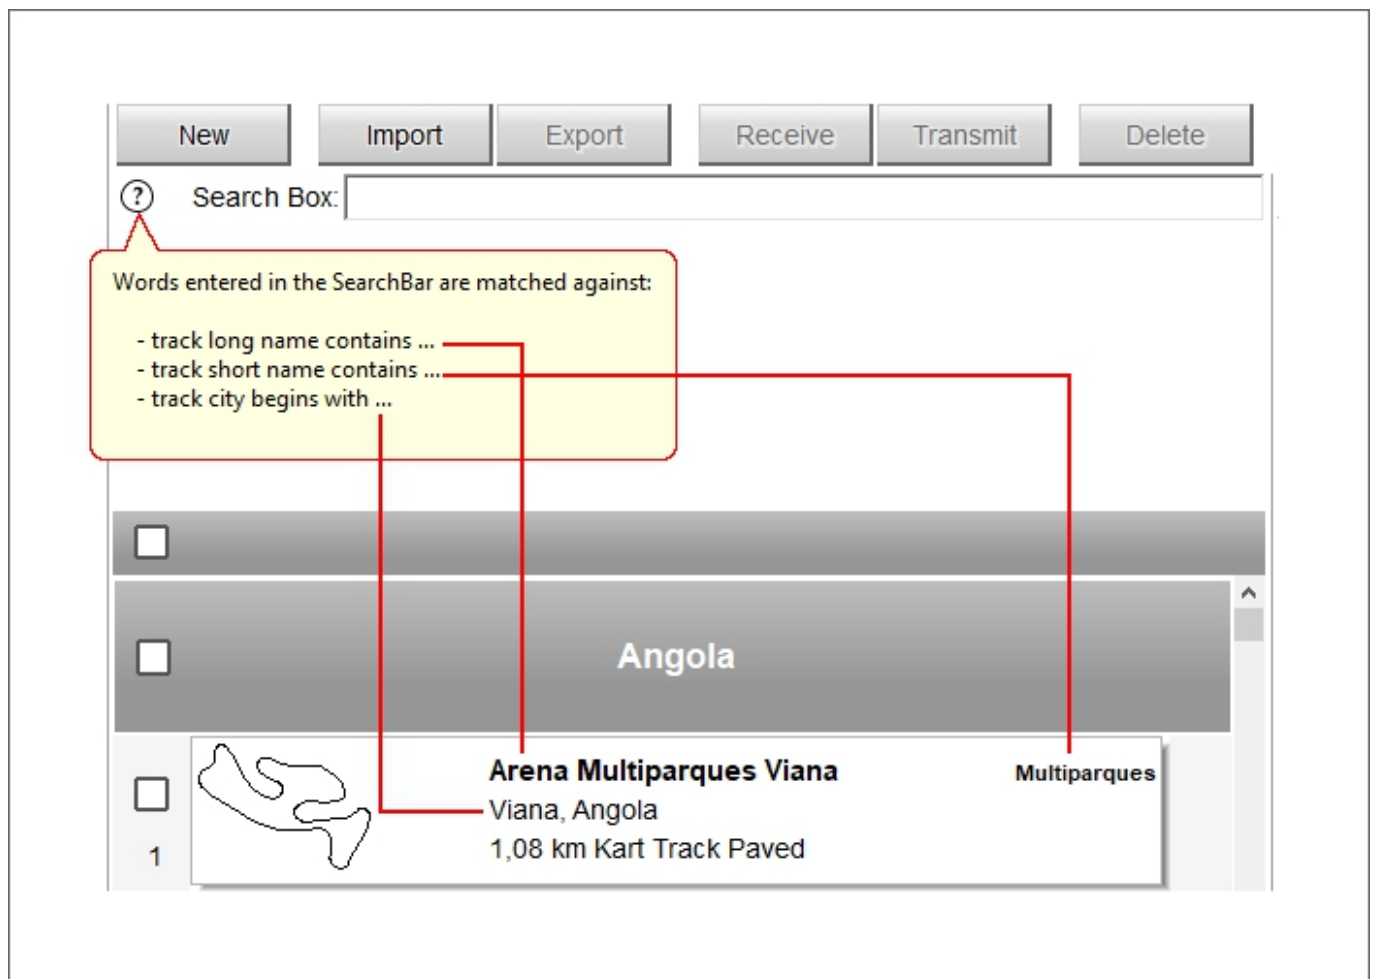 New Import Export Receive Transmit Delete
? Search Box:
Words entered in the SearchBar are matched against:
- track long name contains ...
- track short name contains ...
- track city begins with ...
Angola
Arena Multiparques Viana Multiparques
Viana, Angola
1,08 km Kart Track Paved
1